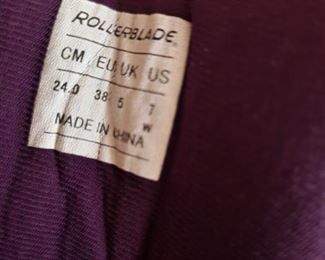 ROLLERBLADE®
CM EU UK US
24.0 38 5 7
W
MADE IN CHINA